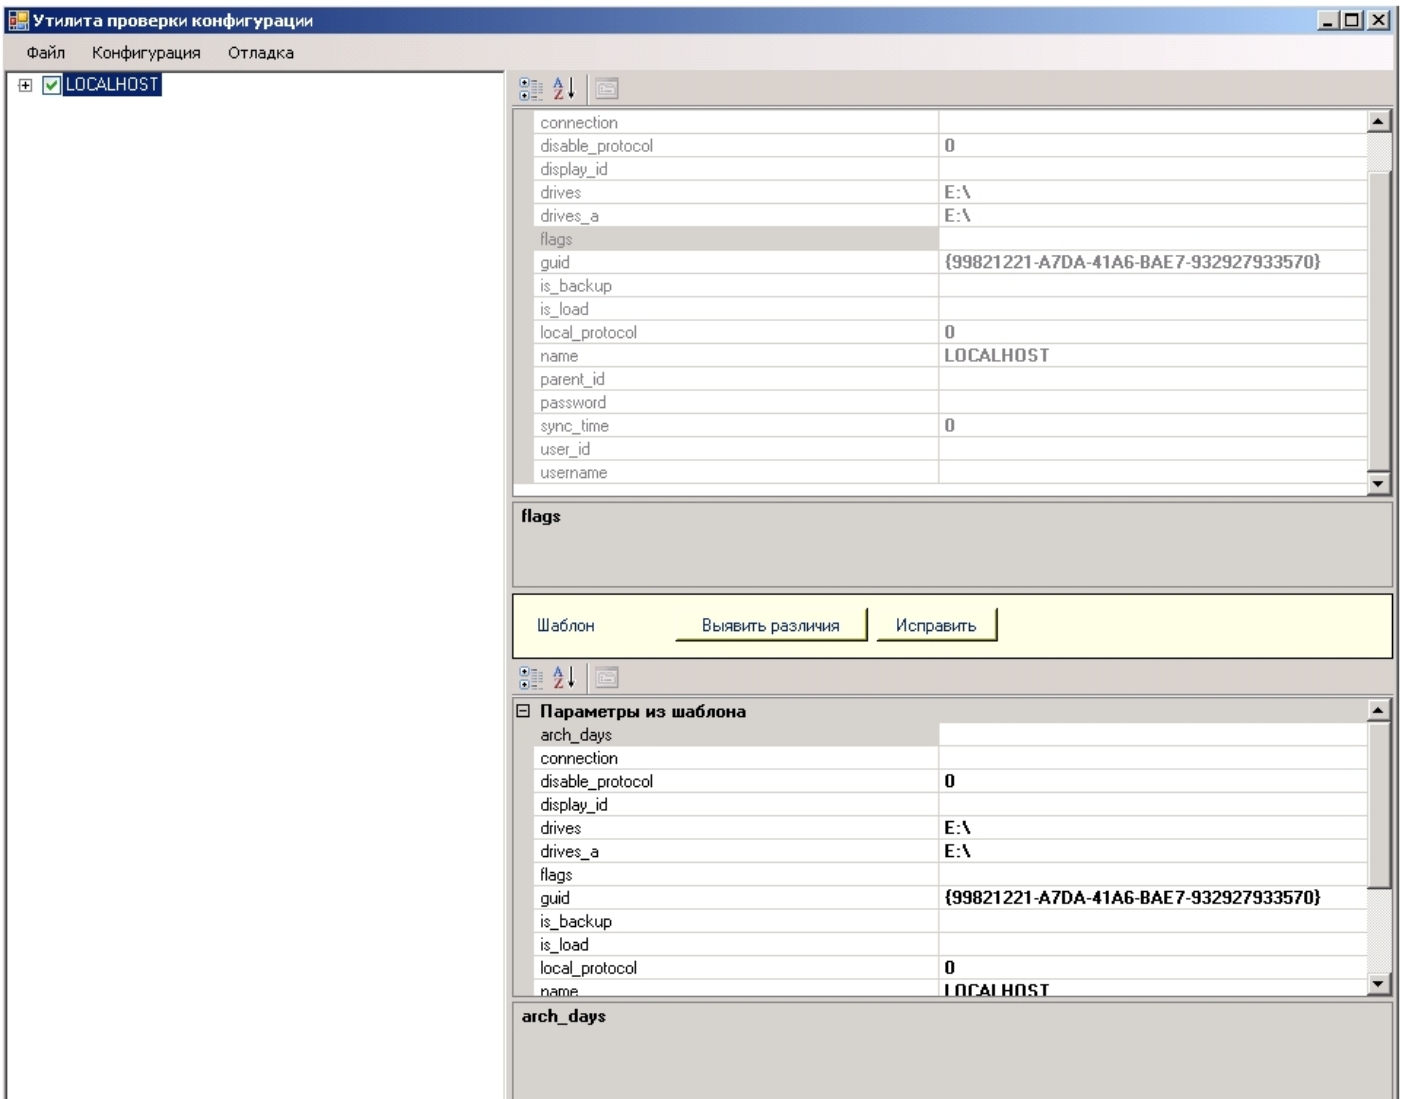 Утилита проверки конфигурации
Файл Конфигурация Отладка
LOCALHOST
connection
disable_protocol 0
display_id
drives E:\
drives_a E:\
flags
guid {99821221-A7DA-41A6-BAE7-932927933570}
is_backup
is_load
local_protocol 0
name LOCALHOST
parent_id
password
sync_time 0
user_id
username
flags
Шаблон Выявить различия Исправить
Параметры из шаблона
arch_days
connection
disable_protocol 0
display_id
drives E:\
drives_a E:\
flags
guid {99821221-A7DA-41A6-BAE7-932927933570}
is_backup
is_load
local_protocol 0
name LOCALHOST
arch_days